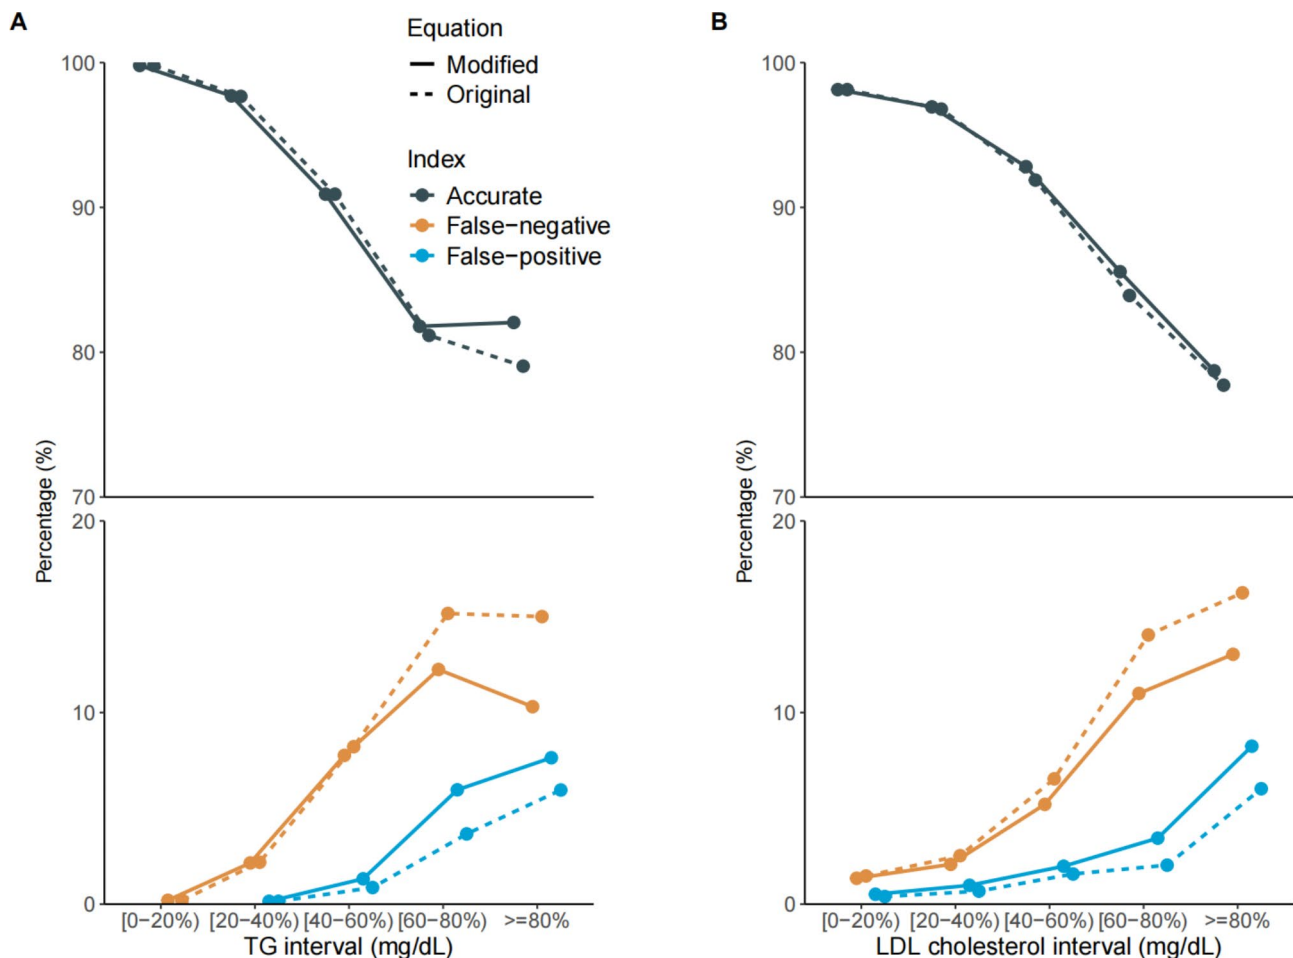 A
Equation
Modified
Original
Index
Accurate
False−negative
False−positive
100
90
80
70
Percentage (%)
20
10
0
[0−20%) [20−40%) [40−60%) [60−80%) >=80%
TG interval (mg/dL)
B
100
90
80
70
Percentage (%)
20
10
0
[0−20%) [20−40%) [40−60%) [60−80%) >=80%
LDL cholesterol interval (mg/dL)